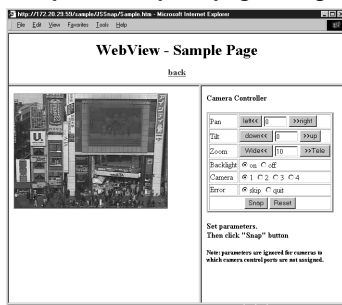 http://172.20.29.59/sample/JSSnap/Sample.htm - Microsoft Internet Explorer
File Edit View Favorites Tools Help
WebView - Sample Page
back
Camera Controller
Pan left<< 0 >>right
Tilt down<< 0 >>up
Zoom Wide<< 10 >>Tele
Backlight on off
Camera 1 2 3 4
Error skip quit
Snap Reset
Set parameters.
Then click "Snap" button
Note: parameters are ignored for cameras to
which camera control ports are not assigned.